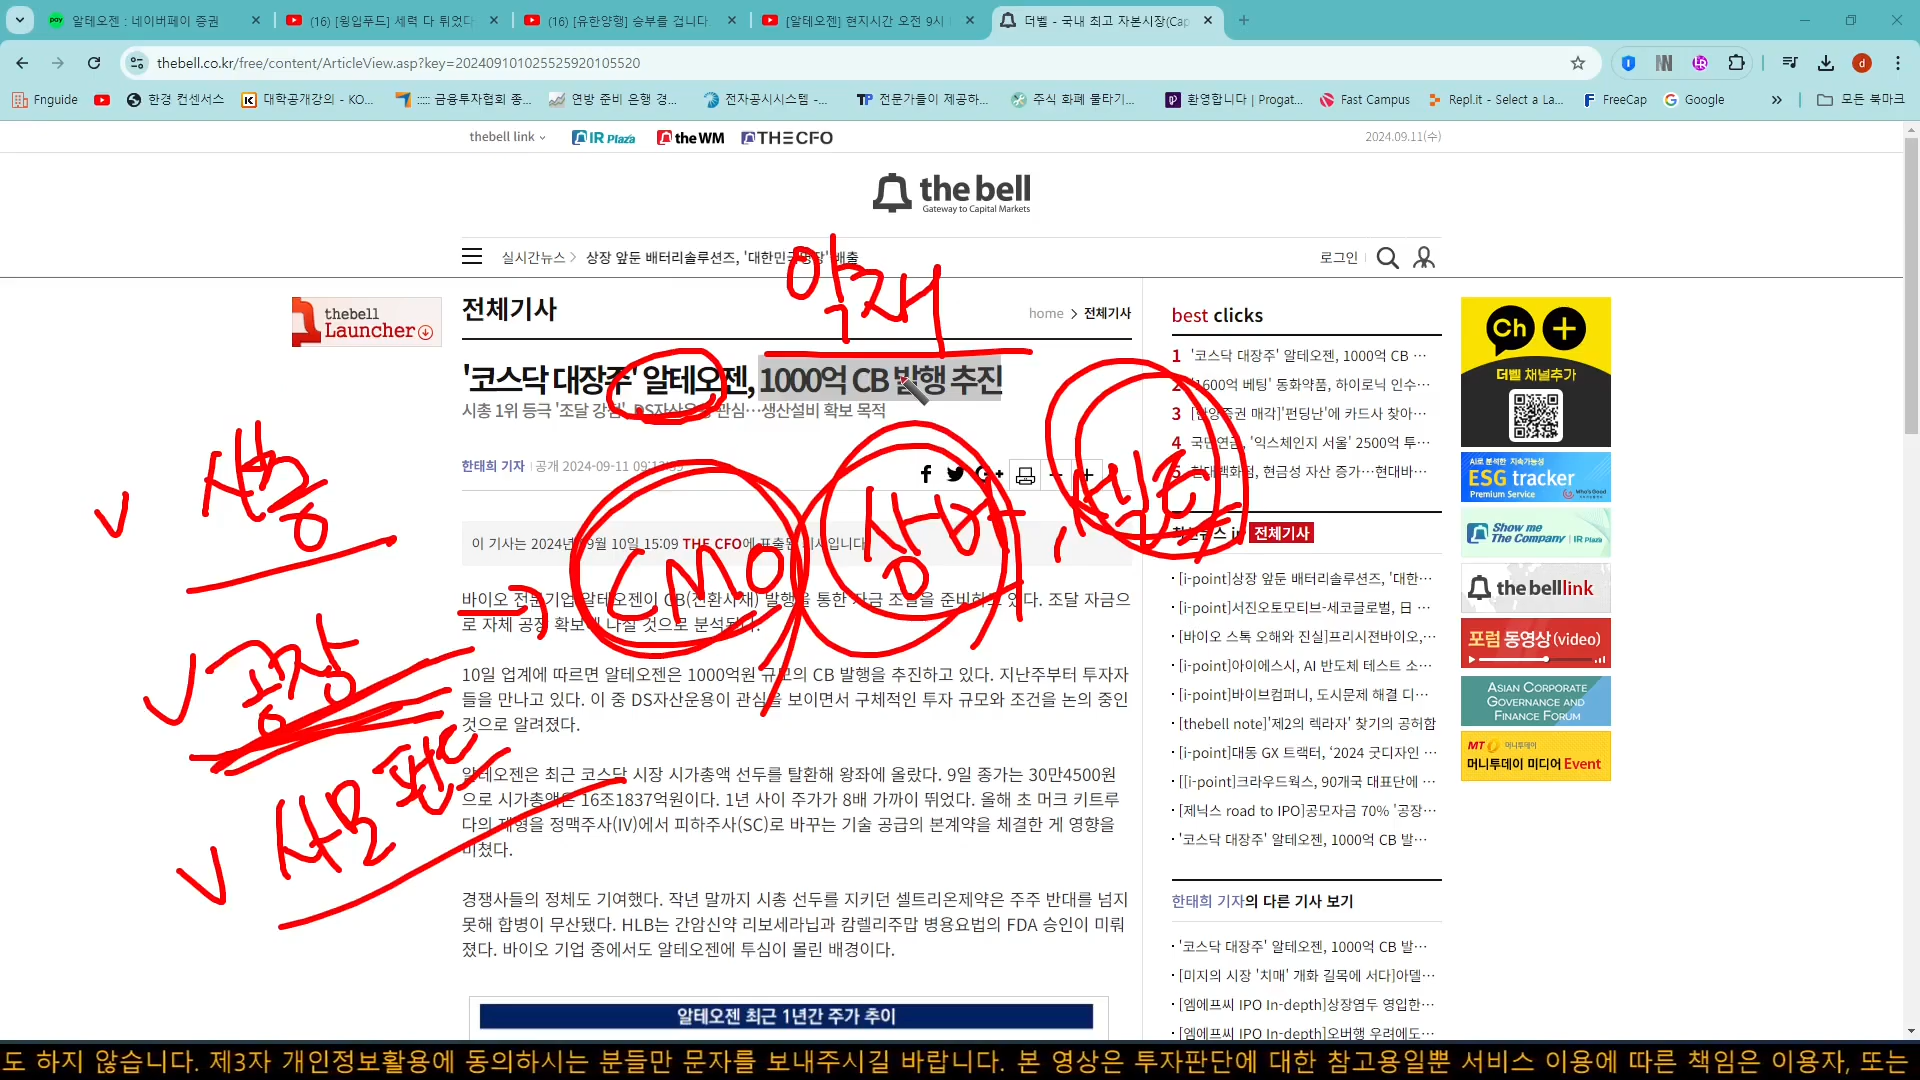 알테오젠 : 네이버페이 증권
(16) [윙입푸드] 세력 다 튀었다
(16) [유한양행] 승부를 겁니다.
[알테오젠] 현지시간 오전 9시
더벨 - 국내 최고 자본시장(Cap
thebell.co.kr/free/content/ArticleView.asp?key=202409101025525920105520
Fnguide
한경 컨센서스
대학공개강의 - KO...
::::: 금융투자협회 종...
연방 준비 은행 경...
전자공시시스템 -...
전문가들이 제공하...
주식 화폐 물타기...
환영합니다 | Progat...
Fast Campus
Repl.it - Select a La...
FreeCap
Google
모든 북마크
thebell link
IR Plaza
the WM
THE CFO
2024.09.11(수)
the bell
Gateway to Capital Markets
실시간뉴스
상장 앞둔 배터리솔루션즈, '대한민국 배출
로그인
악재
thebell
Launcher
전체기사
home > 전체기사
'코스닥 대장주' 알테오젠, 1000억 CB 발행 추진
시총 1위 등극 '조달 강점', DS자산운용 관심…생산설비 확보 목적
한태희 기자
공개 2024-09-11 09:12:59
이 기사는 2024년 09월 10일 15:09 THE CFO에 표출된 기사입니다
CMO
공장
바이오 전문기업 알테오젠이 CB(전환사채) 발행을 통한 자금 조달을 준비하고 있다. 조달 자금으
로 자체 공장 확보에 나설 것으로 분석된다.
10일 업계에 따르면 알테오젠은 1000억원 규모의 CB 발행을 추진하고 있다. 지난주부터 투자자
들을 만나고 있다. 이 중 DS자산운용이 관심을 보이면서 구체적인 투자 규모와 조건을 논의 중인
것으로 알려졌다.
알테오젠은 최근 코스닥 시장 시가총액 선두를 탈환해 왕좌에 올랐다. 9일 종가는 30만4500원
으로 시가총액은 16조1837억원이다. 1년 사이 주가가 8배 가까이 뛰었다. 올해 초 머크 키트루
다의 제형을 정맥주사(IV)에서 피하주사(SC)로 바꾸는 기술 공급의 본계약을 체결한 게 영향을
미쳤다.
경쟁사들의 정체도 기여했다. 작년 말까지 시총 선두를 지키던 셀트리온제약은 주주 반대를 넘지
못해 합병이 무산됐다. HLB는 간암신약 리보세라닙과 캄렐리주맙 병용요법의 FDA 승인이 미뤄
졌다. 바이오 기업 중에서도 알테오젠에 투심이 몰린 배경이다.
알테오젠 최근 1년간 주가 추이
best clicks
1 '코스닥 대장주' 알테오젠, 1000억 CB …
2 '1600억 베팅' 동화약품, 하이로닉 인수…
3 [한양증권 매각]'펀딩난'에 카드사 찾아…
4 국민연금, '익스체인지 서울' 2500억 투…
5 현대백화점, 현금성 자산 증가…현대바…
전체기사
[i-point]상장 앞둔 배터리솔루션즈, '대한…
[i-point]서진오토모티브-세코글로벌, 日 …
[바이오 스톡 오해와 진실]프리시젼바이오,…
[i-point]아이에스시, AI 반도체 테스트 소…
[i-point]바이브컴퍼니, 도시문제 해결 디…
[thebell note]'제2의 렉라자' 찾기의 공허함
[i-point]대동 GX 트랙터, ‘2024 굿디자인 …
[[i-point]크라우드웍스, 90개국 대표단에 …
[제닉스 road to IPO]공모자금 70% '공장…
'코스닥 대장주' 알테오젠, 1000억 CB 발…
한태희 기자의 다른 기사 보기
'코스닥 대장주' 알테오젠, 1000억 CB 발…
[미지의 시장 '치매' 개화 길목에 서다]아델…
[엠에프씨 IPO In-depth]상장염두 영입한…
[엠에프씨 IPO In-depth]오버행 우려에도…
Ch +
더벨 채널추가
AI로 분석한 지속가능성
ESG tracker
Premium Service
Show me
The Company
IR Plaza
the belllink
포럼 동영상(video)
ASIAN CORPORATE
GOVERNANCE AND
FINANCE FORUM
MT 머니투데이
머니투데이 미디어 Event
도 하지 않습니다. 제3자 개인정보활용에 동의하시는 분들만 문자를 보내주시길 바랍니다. 본 영상은 투자판단에 대한 참고용일뿐 서비스 이용에 따른 책임은 이용자, 또는